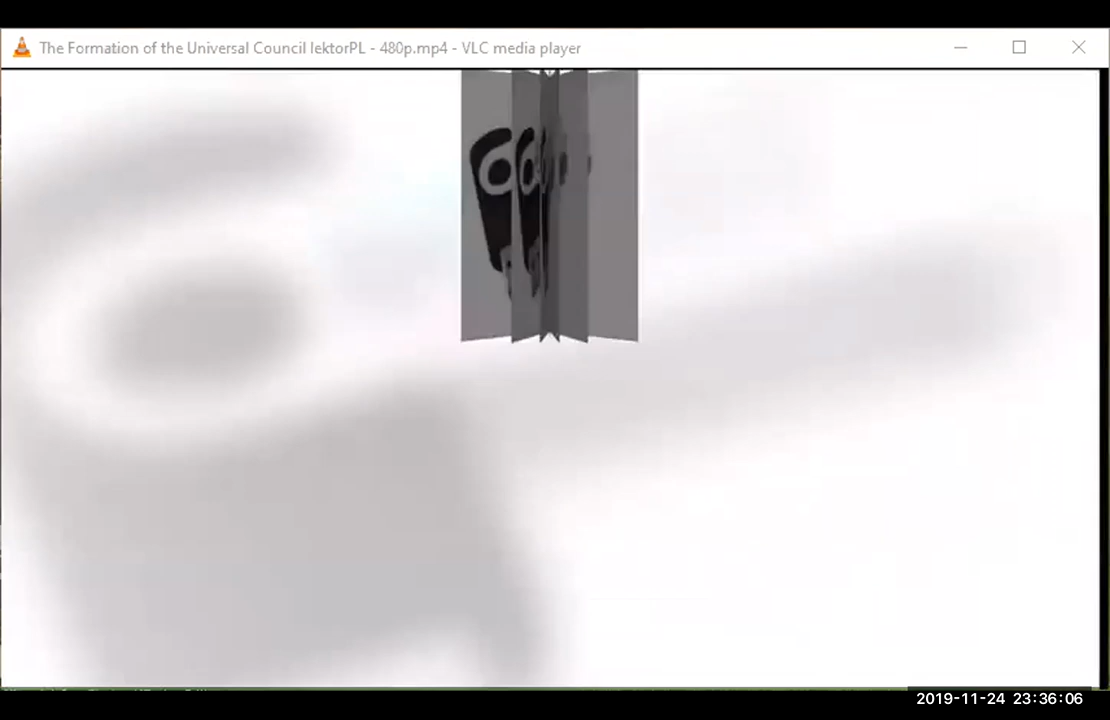 The Formation of the Universal Council lektorPL - 480p.mp4 - VLC media player
2019-11-24 23:36:06